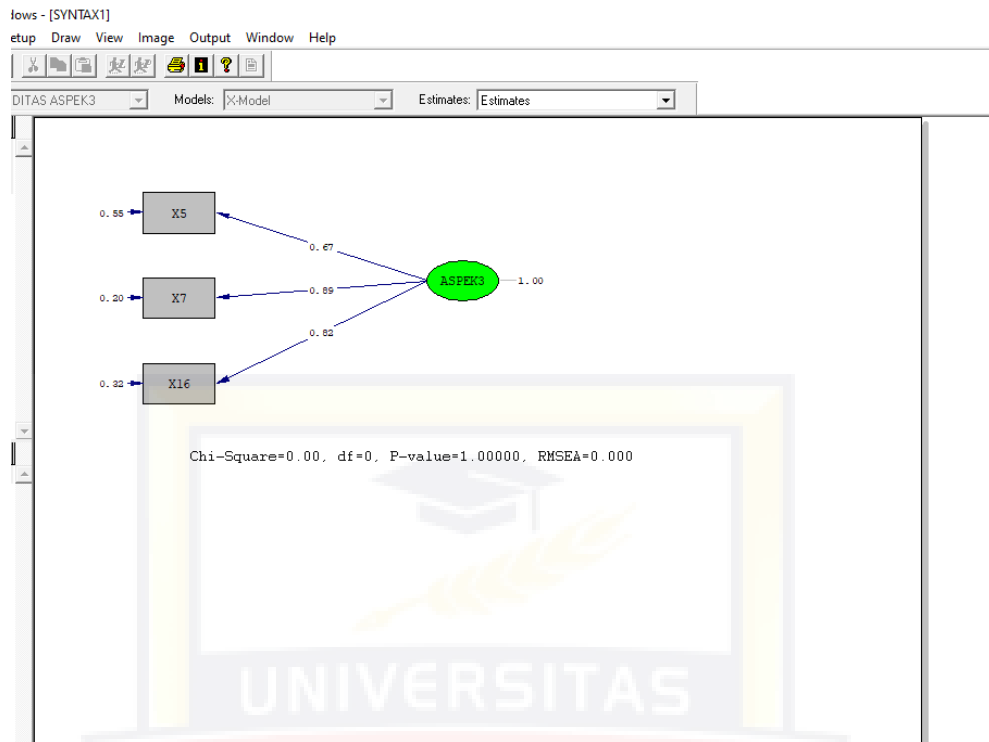 dows - [SYNTAX1]
etup Draw View Image Output Window Help
DITAS ASPEK3 Models: X-Model Estimates: Estimates
0.55 X5
0.67
ASPEK3 1.00
0.20 X7 0.89
0.82
0.32 X16
Chi-Square=0.00, df=0, P-value=1.00000, RMSEA=0.000
UNIVERSITAS